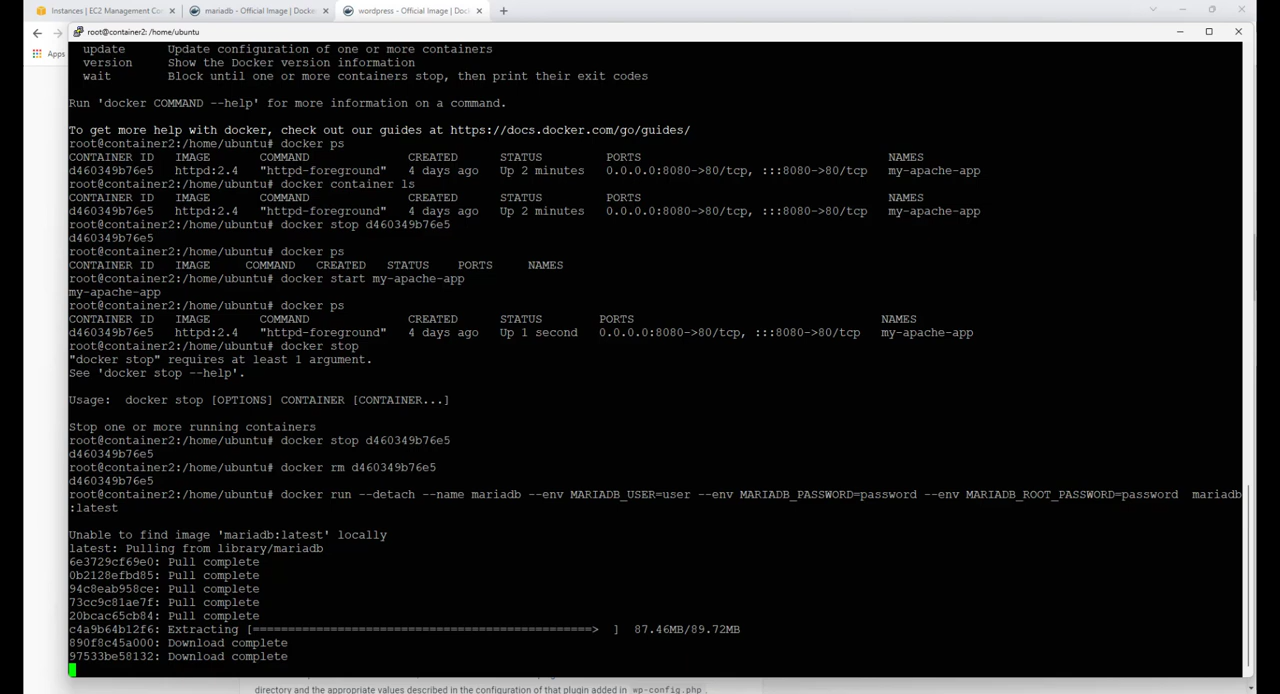 Instances | EC2 Management Co
mariadb - Official Image | Docke
wordpress - Official Image | Doc
Apps
root@container2: /home/ubuntu
update      Update configuration of one or more containers
version     Show the Docker version information
wait        Block until one or more containers stop, then print their exit codes
Run 'docker COMMAND --help' for more information on a command.
To get more help with docker, check out our guides at https://docs.docker.com/go/guides/
root@container2:/home/ubuntu# docker ps
CONTAINER ID   IMAGE       COMMAND              CREATED      STATUS         PORTS                                   NAMES
d460349b76e5   httpd:2.4   "httpd-foreground"   4 days ago   Up 2 minutes   0.0.0.0:8080->80/tcp, :::8080->80/tcp   my-apache-app
root@container2:/home/ubuntu# docker container ls
CONTAINER ID   IMAGE       COMMAND              CREATED      STATUS         PORTS                                   NAMES
d460349b76e5   httpd:2.4   "httpd-foreground"   4 days ago   Up 2 minutes   0.0.0.0:8080->80/tcp, :::8080->80/tcp   my-apache-app
root@container2:/home/ubuntu# docker stop d460349b76e5
d460349b76e5
root@container2:/home/ubuntu# docker ps
CONTAINER ID   IMAGE     COMMAND   CREATED   STATUS    PORTS     NAMES
root@container2:/home/ubuntu# docker start my-apache-app
my-apache-app
root@container2:/home/ubuntu# docker ps
CONTAINER ID   IMAGE       COMMAND              CREATED      STATUS        PORTS                                   NAMES
d460349b76e5   httpd:2.4   "httpd-foreground"   4 days ago   Up 1 second   0.0.0.0:8080->80/tcp, :::8080->80/tcp   my-apache-app
root@container2:/home/ubuntu# docker stop
"docker stop" requires at least 1 argument.
See 'docker stop --help'.
Usage:  docker stop [OPTIONS] CONTAINER [CONTAINER...]
Stop one or more running containers
root@container2:/home/ubuntu# docker stop d460349b76e5
d460349b76e5
root@container2:/home/ubuntu# docker rm d460349b76e5
d460349b76e5
root@container2:/home/ubuntu# docker run --detach --name mariadb --env MARIADB_USER=user --env MARIADB_PASSWORD=password --env MARIADB_ROOT_PASSWORD=password  mariadb
:latest
Unable to find image 'mariadb:latest' locally
latest: Pulling from library/mariadb
6e3729cf69e0: Pull complete
0b2128efbd85: Pull complete
94c8eab958ce: Pull complete
73cc9c81ae7f: Pull complete
20bcac65cb84: Pull complete
c4a9b64b12f6: Extracting [================================================>  ]  87.46MB/89.72MB
890f8c45a000: Download complete
97533be58132: Download complete
directory and the appropriate values described in the configuration of that plugin added in wp-config.php